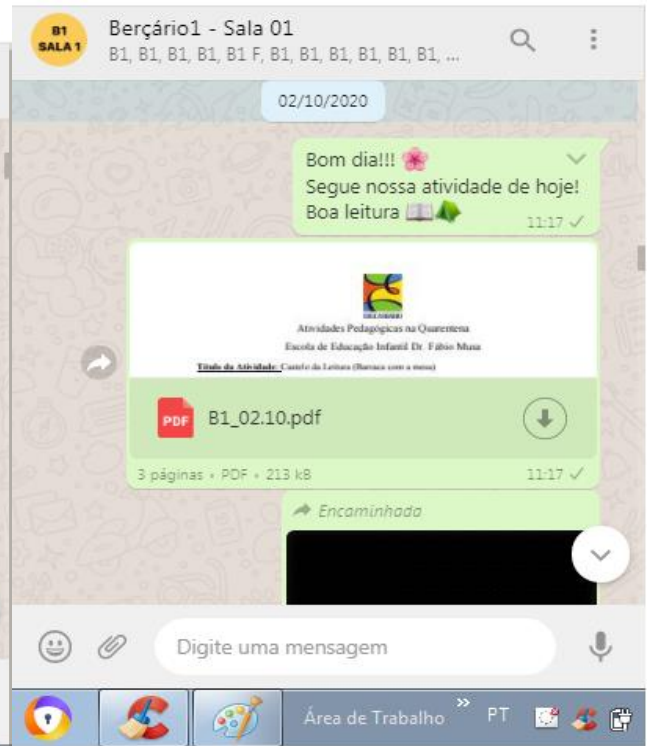 B1
SALA 1
Berçário1 - Sala 01
B1, B1, B1, B1, B1 F, B1, B1, B1, B1, B1, B1, ...
02/10/2020
Bom dia!!!
Segue nossa atividade de hoje!
Boa leitura
11:17
Atividades Pedagógicas na Quarentena
Escola de Educação Infantil Dr. Fábio Musa
Título da Atividade: Castelo da Leitura (Barraca com a mesa)
PDF
B1_02.10.pdf
3 páginas • PDF • 213 kB
11:17
Encaminhada
Digite uma mensagem
Área de Trabalho
»
PT